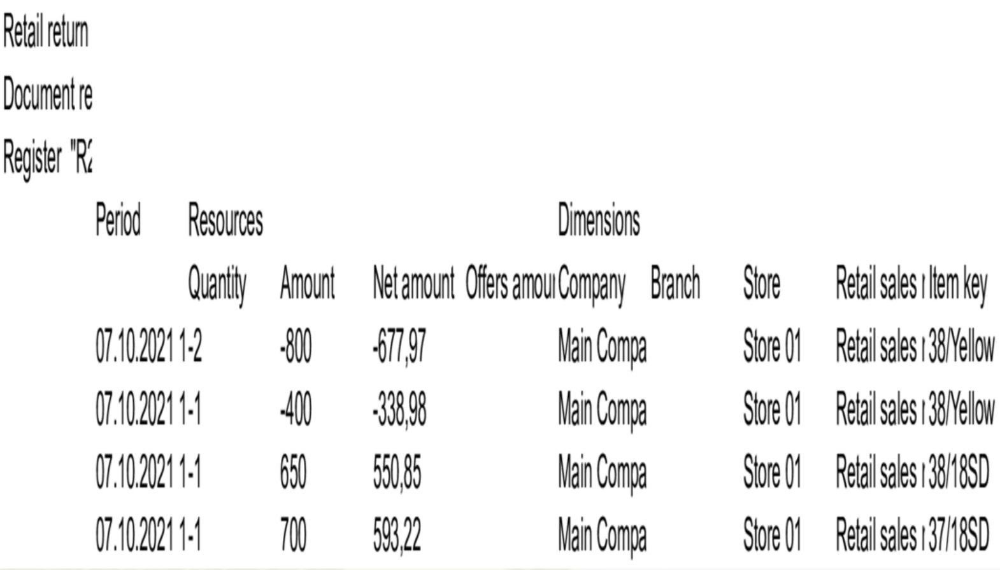 Retail return
Document re
Register "R2
Period Resources Dimensions
Quantity Amount Net amount Offers amour Company Branch Store Retail sales r Item key
07.10.2021 1 -2 -800 -677,97 Main Compa Store 01 Retail sales r 38/Yellow
07.10.2021 1 -1 -400 -338,98 Main Compa Store 01 Retail sales r 38/Yellow
07.10.2021 1 -1 650 550,85 Main Compa Store 01 Retail sales r 38/18SD
07.10.2021 1 -1 700 593,22 Main Compa Store 01 Retail sales r 37/18SD